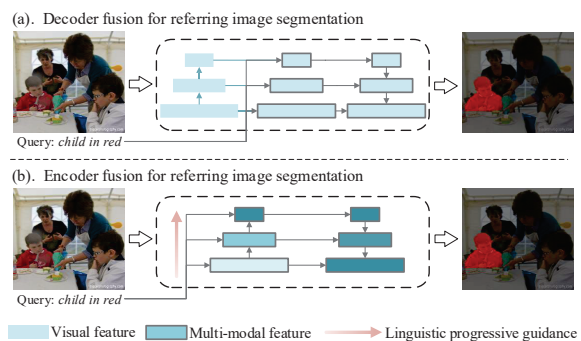 (a). Decoder fusion for referring image segmentation
Query: child in red
(b). Encoder fusion for referring image segmentation
Query: child in red
Visual feature
Multi-modal feature
Linguistic progressive guidance